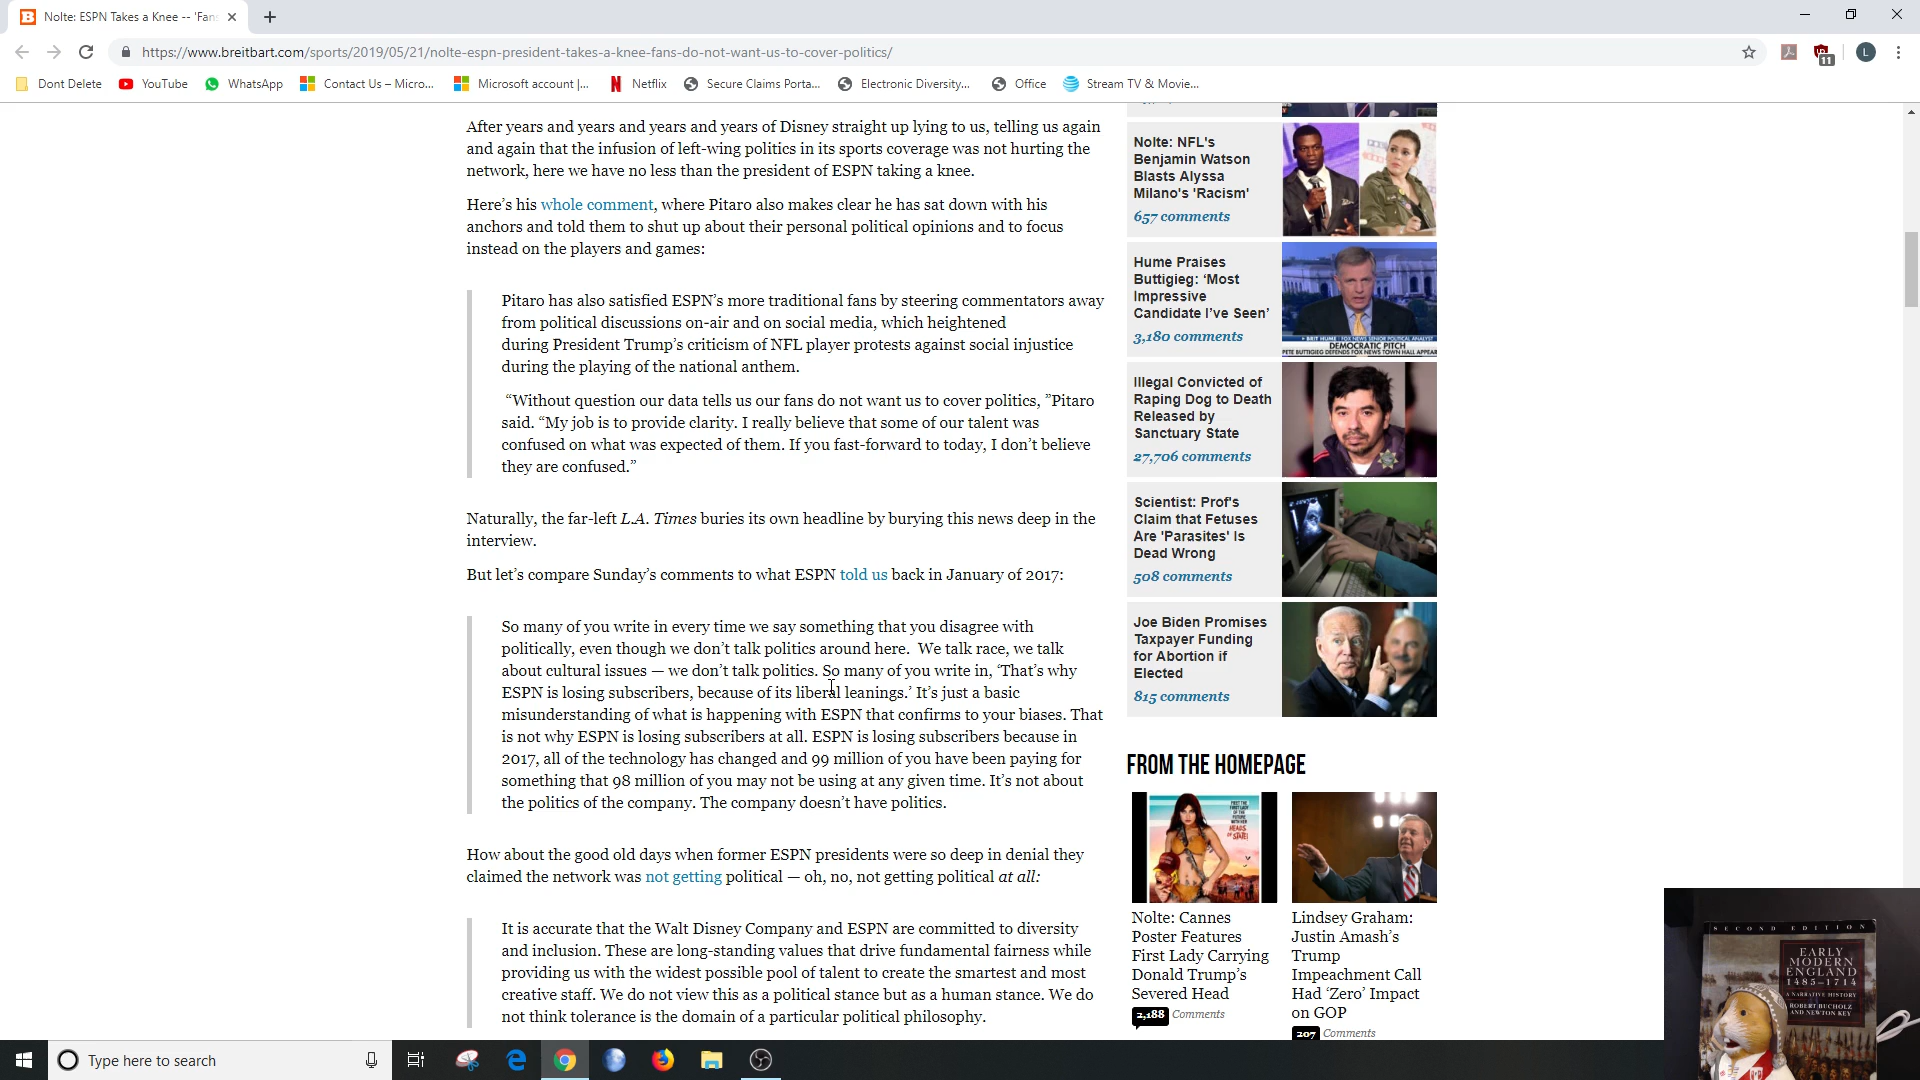 Nolte: ESPN Takes a Knee -- 'Fan
https://www.breitbart.com/sports/2019/05/21/nolte-espn-president-takes-a-knee-fans-do-not-want-us-to-cover-politics/
11
L
Dont Delete
YouTube
WhatsApp
Contact Us – Micro...
Microsoft account |...
Netflix
Secure Claims Porta...
Electronic Diversity...
Office
Stream TV & Movie...
After years and years and years and years of Disney straight up lying to us, telling us again
and again that the infusion of left-wing politics in its sports coverage was not hurting the
network, here we have no less than the president of ESPN taking a knee.
Here’s his whole comment, where Pitaro also makes clear he has sat down with his
anchors and told them to shut up about their personal political opinions and to focus
instead on the players and games:
Pitaro has also satisfied ESPN’s more traditional fans by steering commentators away
from political discussions on-air and on social media, which heightened
during President Trump’s criticism of NFL player protests against social injustice
during the playing of the national anthem.
“Without question our data tells us our fans do not want us to cover politics, ”Pitaro
said. “My job is to provide clarity. I really believe that some of our talent was
confused on what was expected of them. If you fast-forward to today, I don’t believe
they are confused.”
Naturally, the far-left L.A. Times buries its own headline by burying this news deep in the
interview.
But let’s compare Sunday’s comments to what ESPN told us back in January of 2017:
So many of you write in every time we say something that you disagree with
politically, even though we don’t talk politics around here. We talk race, we talk
about cultural issues — we don’t talk politics. So many of you write in, ‘That’s why
ESPN is losing subscribers, because of its liberal leanings.’ It’s just a basic
misunderstanding of what is happening with ESPN that confirms to your biases. That
is not why ESPN is losing subscribers at all. ESPN is losing subscribers because in
2017, all of the technology has changed and 99 million of you have been paying for
something that 98 million of you may not be using at any given time. It’s not about
the politics of the company. The company doesn’t have politics.
How about the good old days when former ESPN presidents were so deep in denial they
claimed the network was not getting political — oh, no, not getting political at all:
It is accurate that the Walt Disney Company and ESPN are committed to diversity
and inclusion. These are long-standing values that drive fundamental fairness while
providing us with the widest possible pool of talent to create the smartest and most
creative staff. We do not view this as a political stance but as a human stance. We do
not think tolerance is the domain of a particular political philosophy.
Nolte: NFL's
Benjamin Watson
Blasts Alyssa
Milano's 'Racism'
657 comments
Hume Praises
Buttigieg: ‘Most
Impressive
Candidate I’ve Seen’
3,180 comments
BRIT HUME
DEMOCRATIC PITCH
PETE BUTTIGIEG DEFENDS FOX NEWS TOWN HALL APPEAR
Illegal Convicted of
Raping Dog to Death
Released by
Sanctuary State
27,706 comments
Scientist: Prof's
Claim that Fetuses
Are 'Parasites' Is
Dead Wrong
508 comments
Joe Biden Promises
Taxpayer Funding
for Abortion if
Elected
815 comments
FROM THE HOMEPAGE
HEADS
OF STATE!
Nolte: Cannes
Poster Features
First Lady Carrying
Donald Trump’s
Severed Head
2,188 Comments
Lindsey Graham:
Justin Amash’s
Trump
Impeachment Call
Had ‘Zero’ Impact
on GOP
207 Comments
SECOND EDITION
EARLY
MODERN
ENGLAND
1485–1714
A NARRATIVE HISTORY
ROBERT BUCHOLZ
AND NEWTON KEY
Type here to search